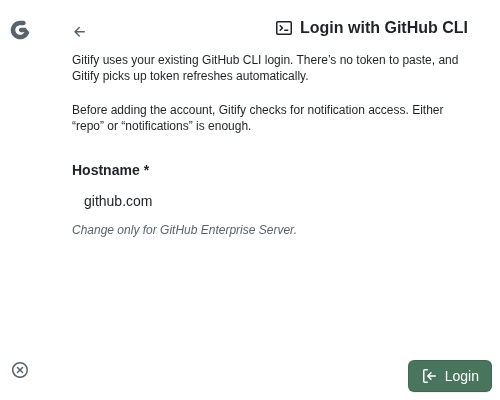 Login with GitHub CLI
Gitify uses your existing GitHub CLI login. There’s no token to paste, and
Gitify picks up token refreshes automatically.
Before adding the account, Gitify checks for notification access. Either
“repo” or “notifications” is enough.
Hostname *
github.com
Change only for GitHub Enterprise Server.
Login